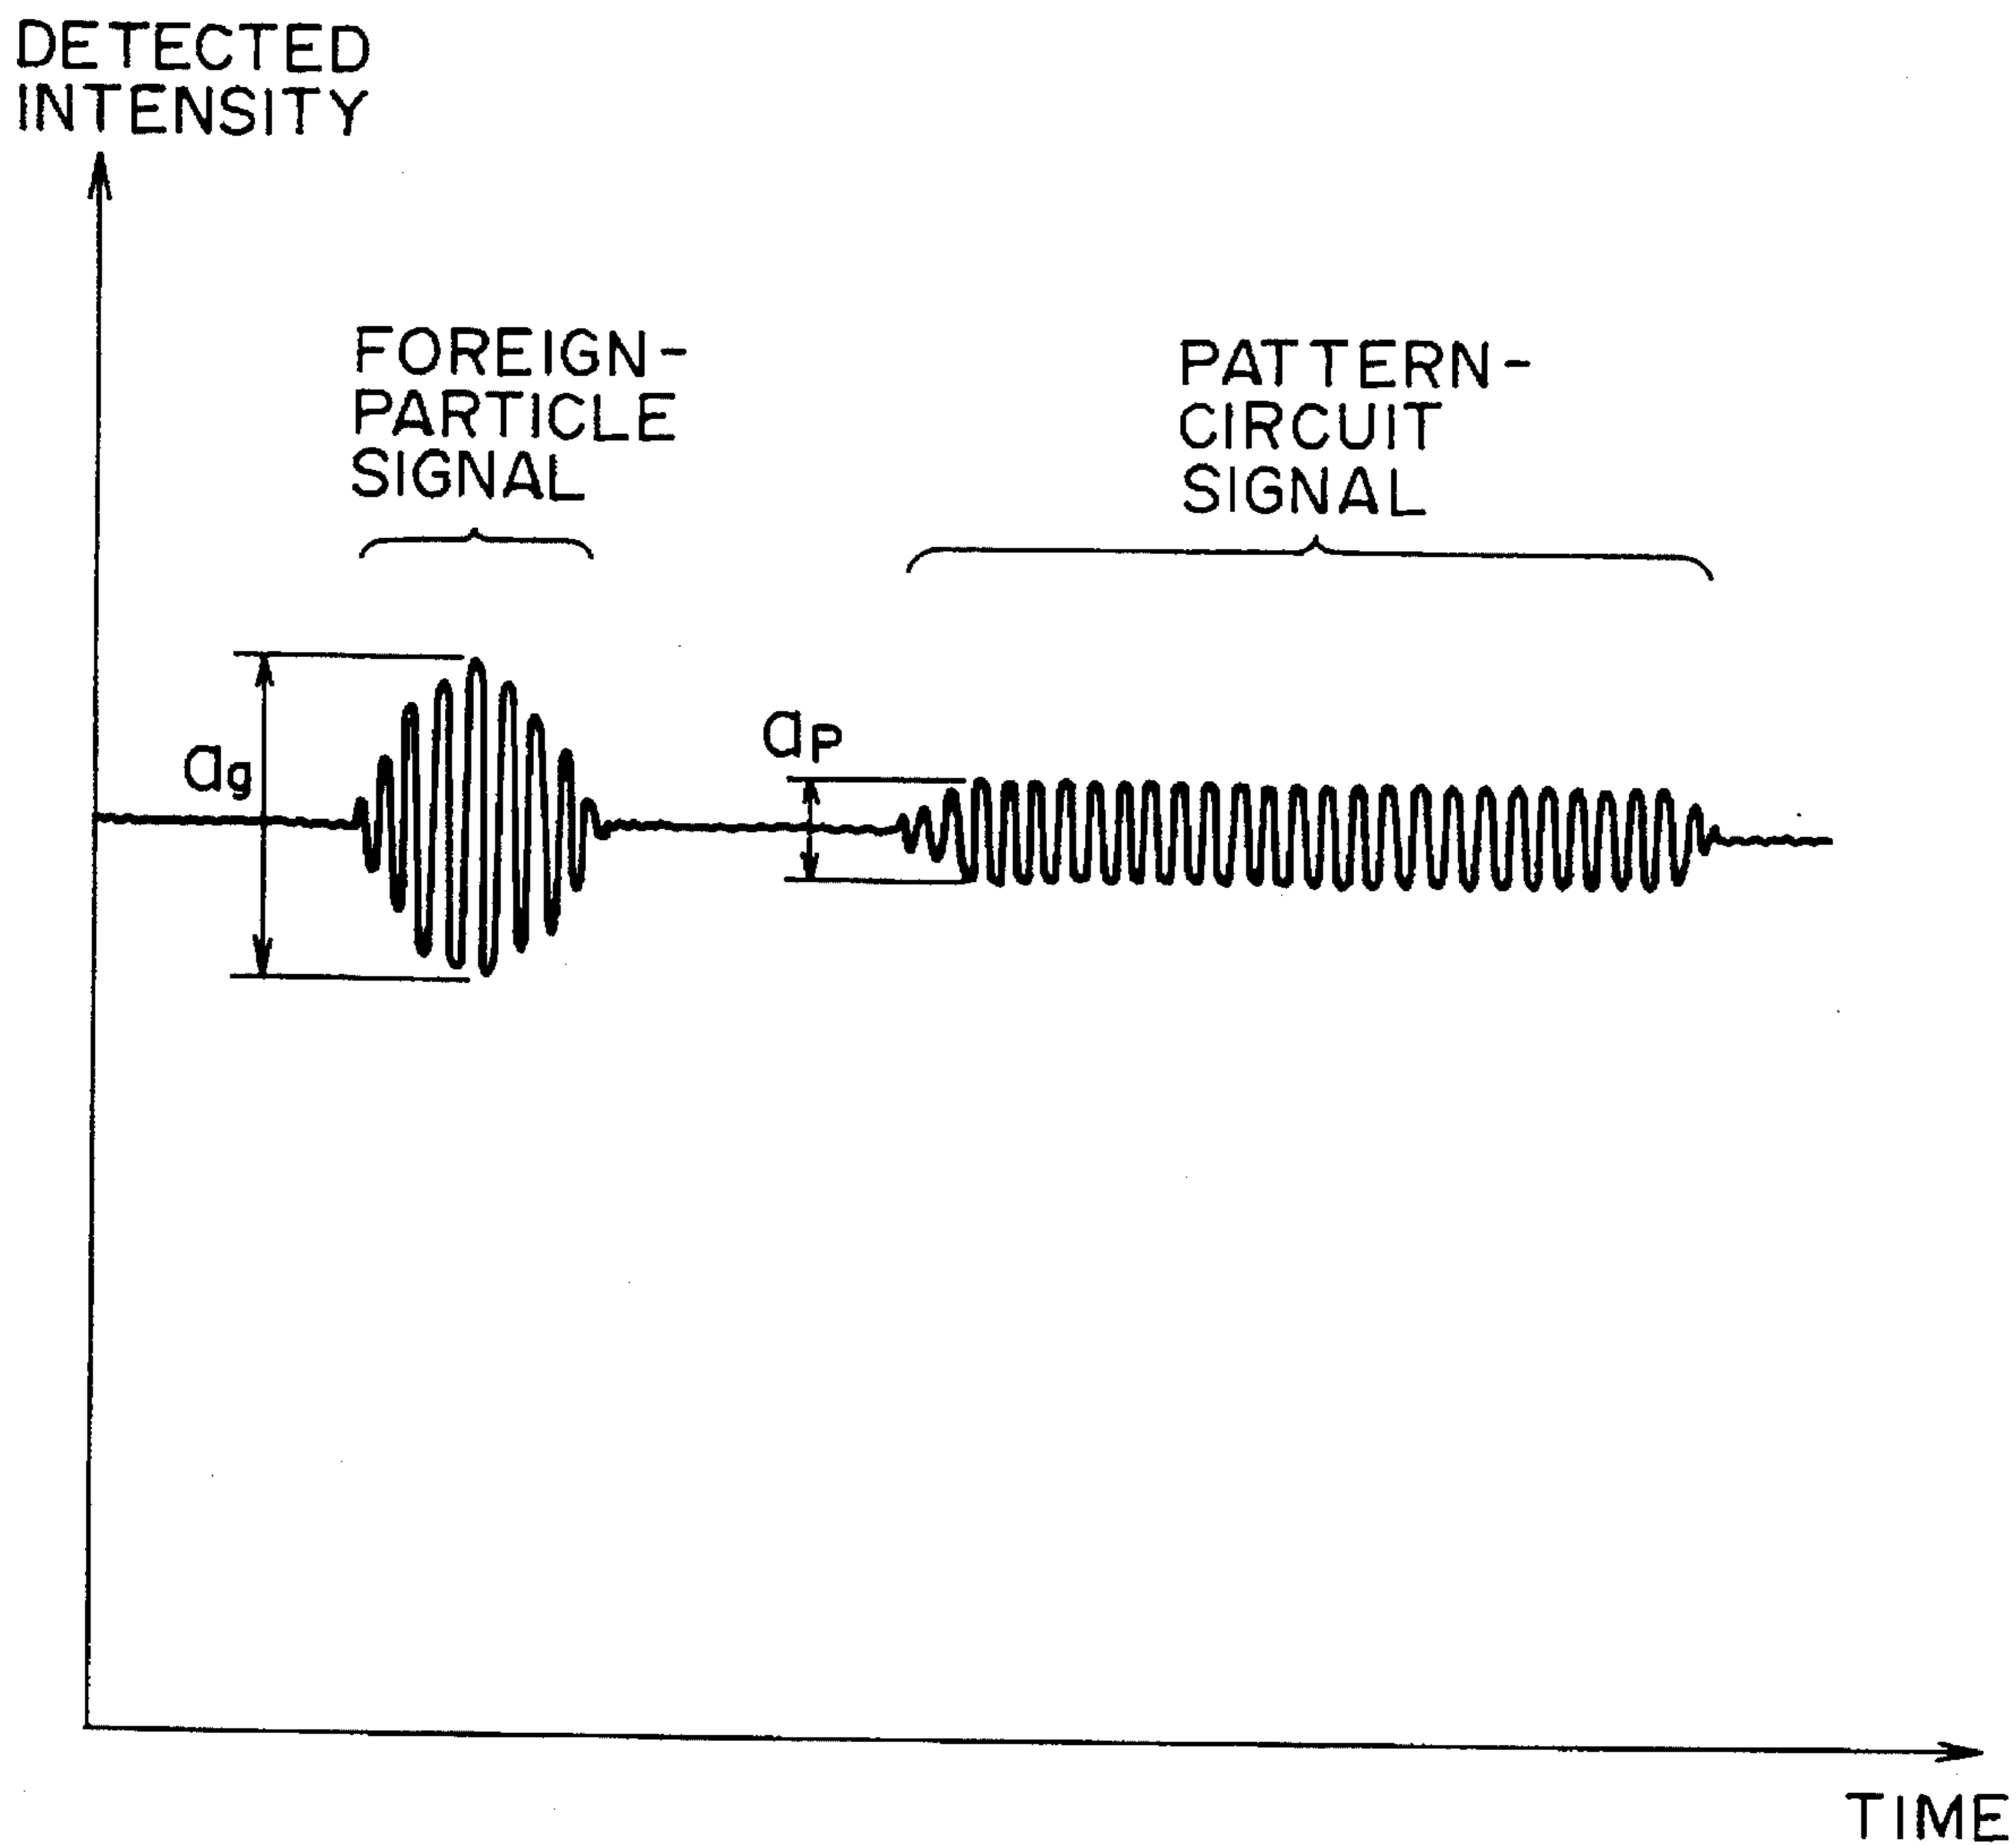 DETECTED
INTENSITY
FOREIGN-
PARTICLE
SIGNAL
PATTERN-
CIRCUIT
SIGNAL
ag
aP
TIME